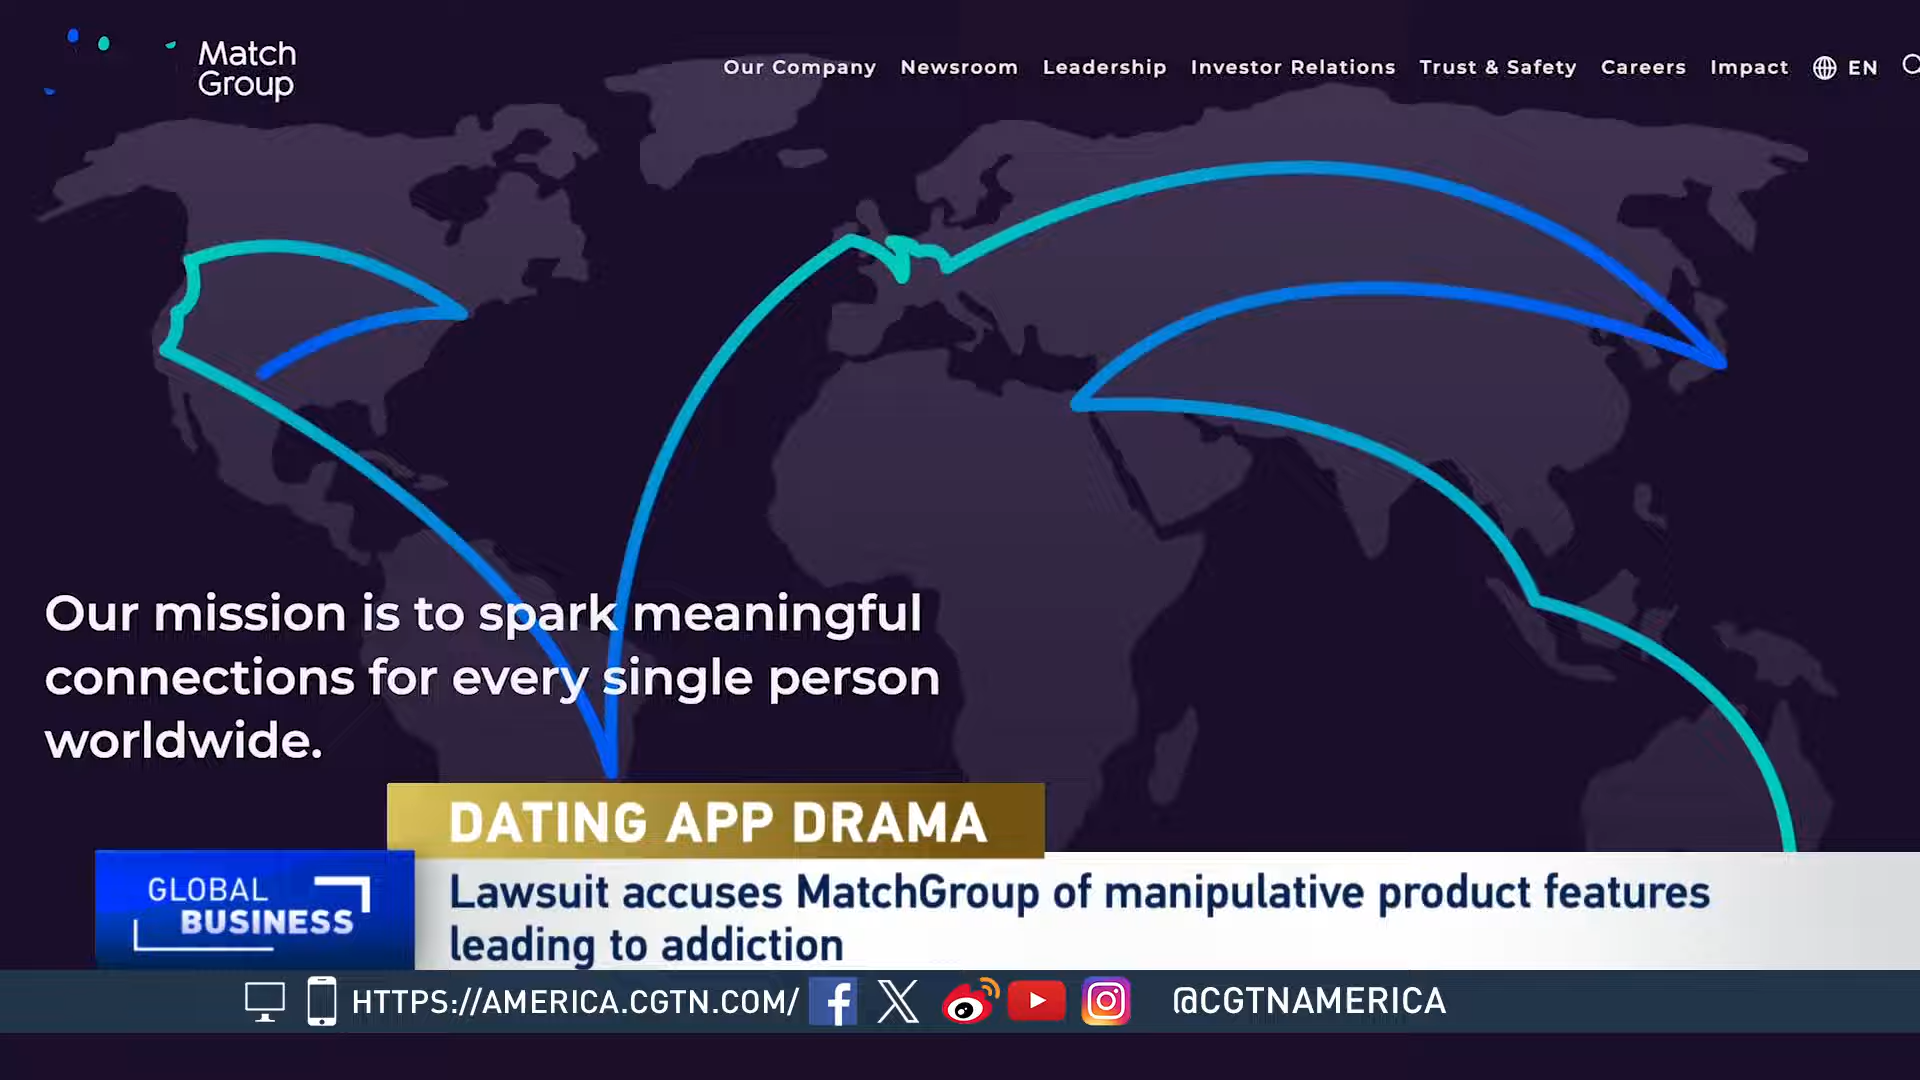 Match
Group
Our Company Newsroom Leadership Investor Relations Trust & Safety Careers Impact EN
Our mission is to spark meaningful
connections for every single person
worldwide.
DATING APP DRAMA
GLOBAL
BUSINESS
Lawsuit accuses MatchGroup of manipulative product features
leading to addiction
HTTPS://AMERICA.CGTN.COM/ @CGTNAMERICA